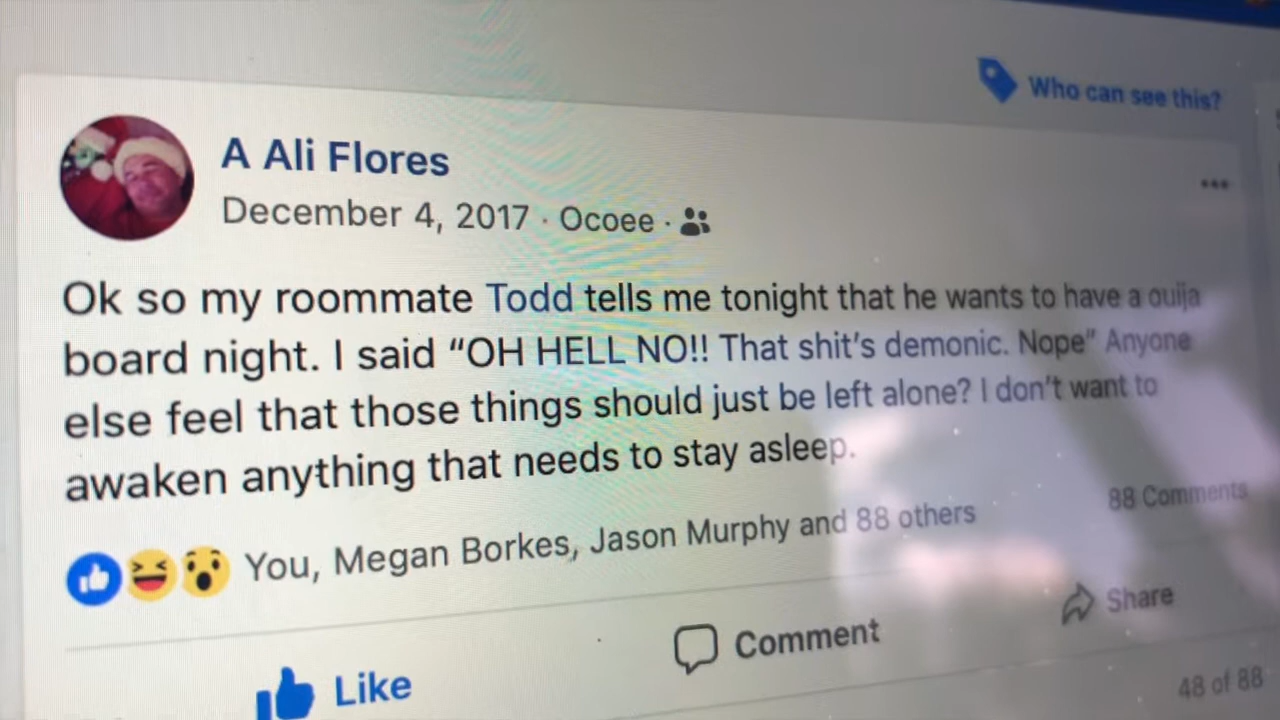 Who can see this?
A Ali Flores
December 4, 2017 · Ocoee ·
Ok so my roommate Todd tells me tonight that he wants to have a ouija
board night. I said “OH HELL NO!! That shit’s demonic. Nope” Anyone
else feel that those things should just be left alone? I don’t want to
awaken anything that needs to stay asleep.
You, Megan Borkes, Jason Murphy and 88 others
88 Comments
Like
Comment
Share
48 of 88